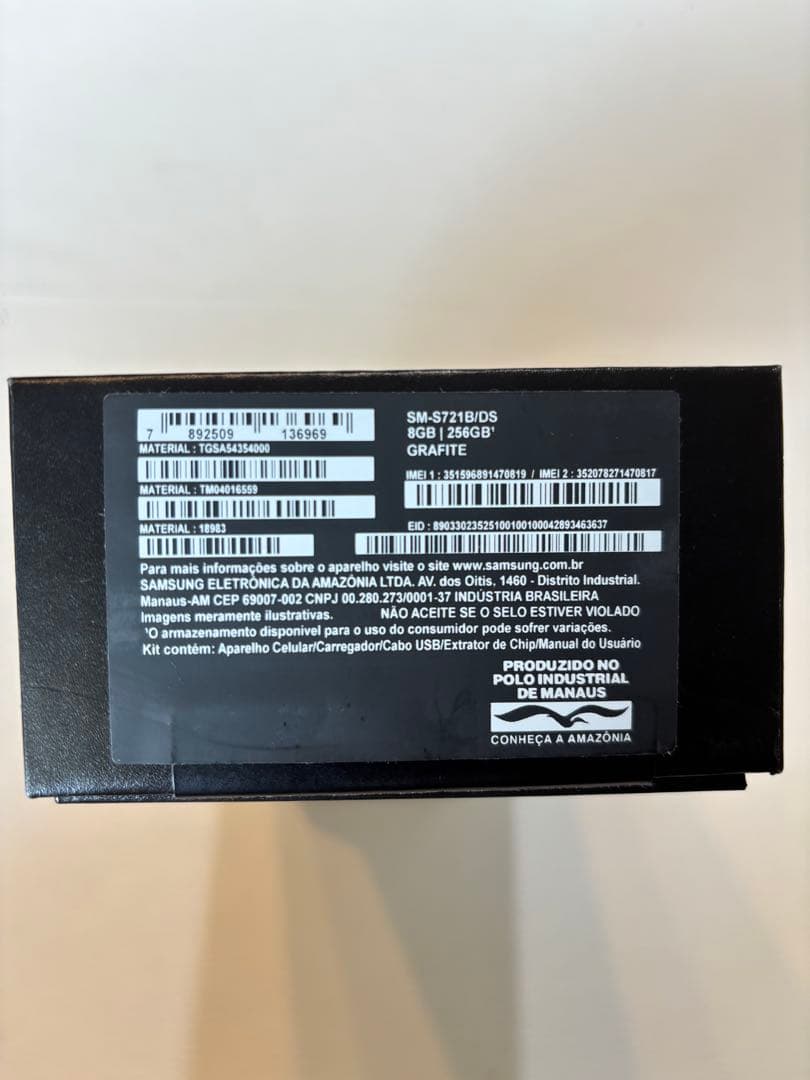 7 892509 136969
MATERIAL : TGSA54354000
MATERIAL : TM04016559
MATERIAL : 18983
SM-S721B/DS
8GB | 256GB¹
GRAFITE
IMEI 1 : 351596891470819 / IMEI 2 : 352078271470817
EID : 89033023525100100100042893463637
Para mais informações sobre o aparelho visite o site www.samsung.com.br
SAMSUNG ELETRÔNICA DA AMAZÔNIA LTDA. AV. dos Oitis, 1460 - Distrito Industrial.
Manaus-AM CEP 69007-002 CNPJ 00.280.273/0001-37 INDÚSTRIA BRASILEIRA
Imagens meramente ilustrativas. NÃO ACEITE SE O SELO ESTIVER VIOLADO
¹O armazenamento disponivel para o uso do consumidor pode sofrer variações.
Kit contém: Aparelho Celular/Carregador/Cabo USB/Extrator de Chip/Manual do Usuário
PRODUZIDO NO
POLO INDUSTRIAL
DE MANAUS
CONHEÇA A AMAZÔNIA